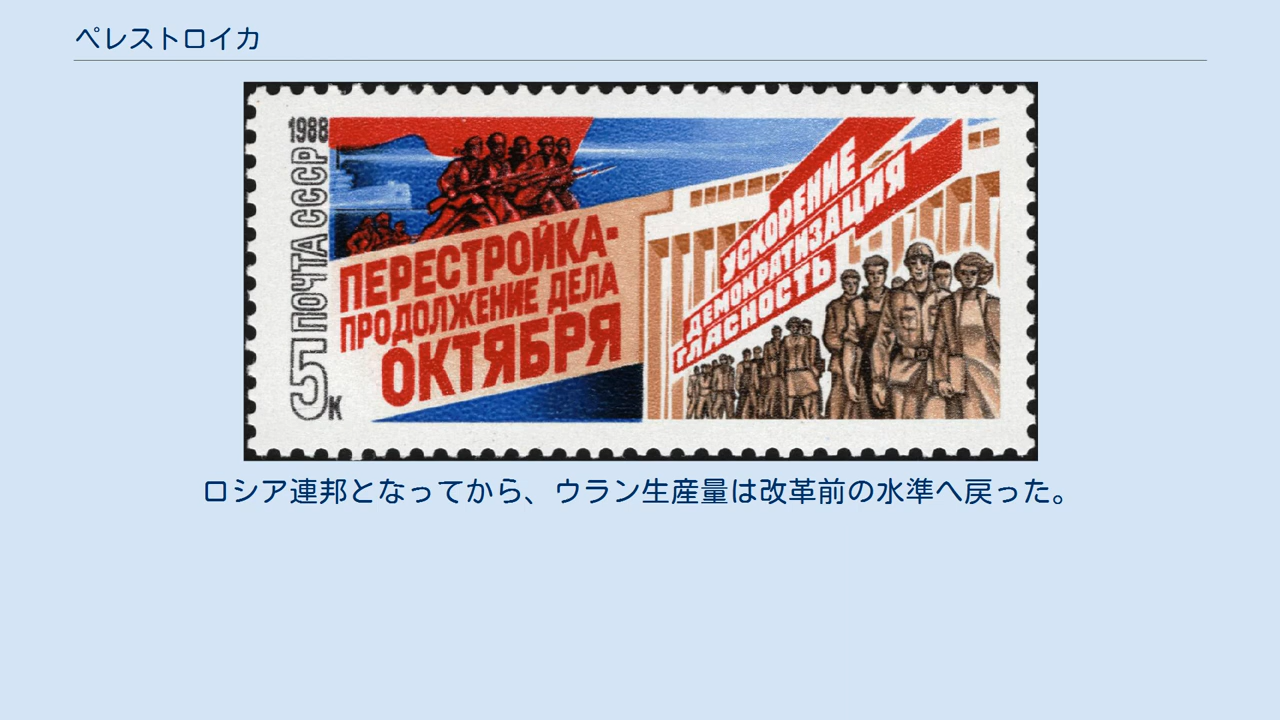 ペレストロイカ
1988
ПОЧТА СССР
5к
ПЕРЕСТРОЙКА-
ПРОДОЛЖЕНИЕ ДЕЛА
ОКТЯБРЯ
УСКОРЕНИЕ
ДЕМОКРАТИЗАЦИЯ
ГЛАСНОСТЬ
ロシア連邦となってから、ウラン生産量は改革前の水準へ戻った。